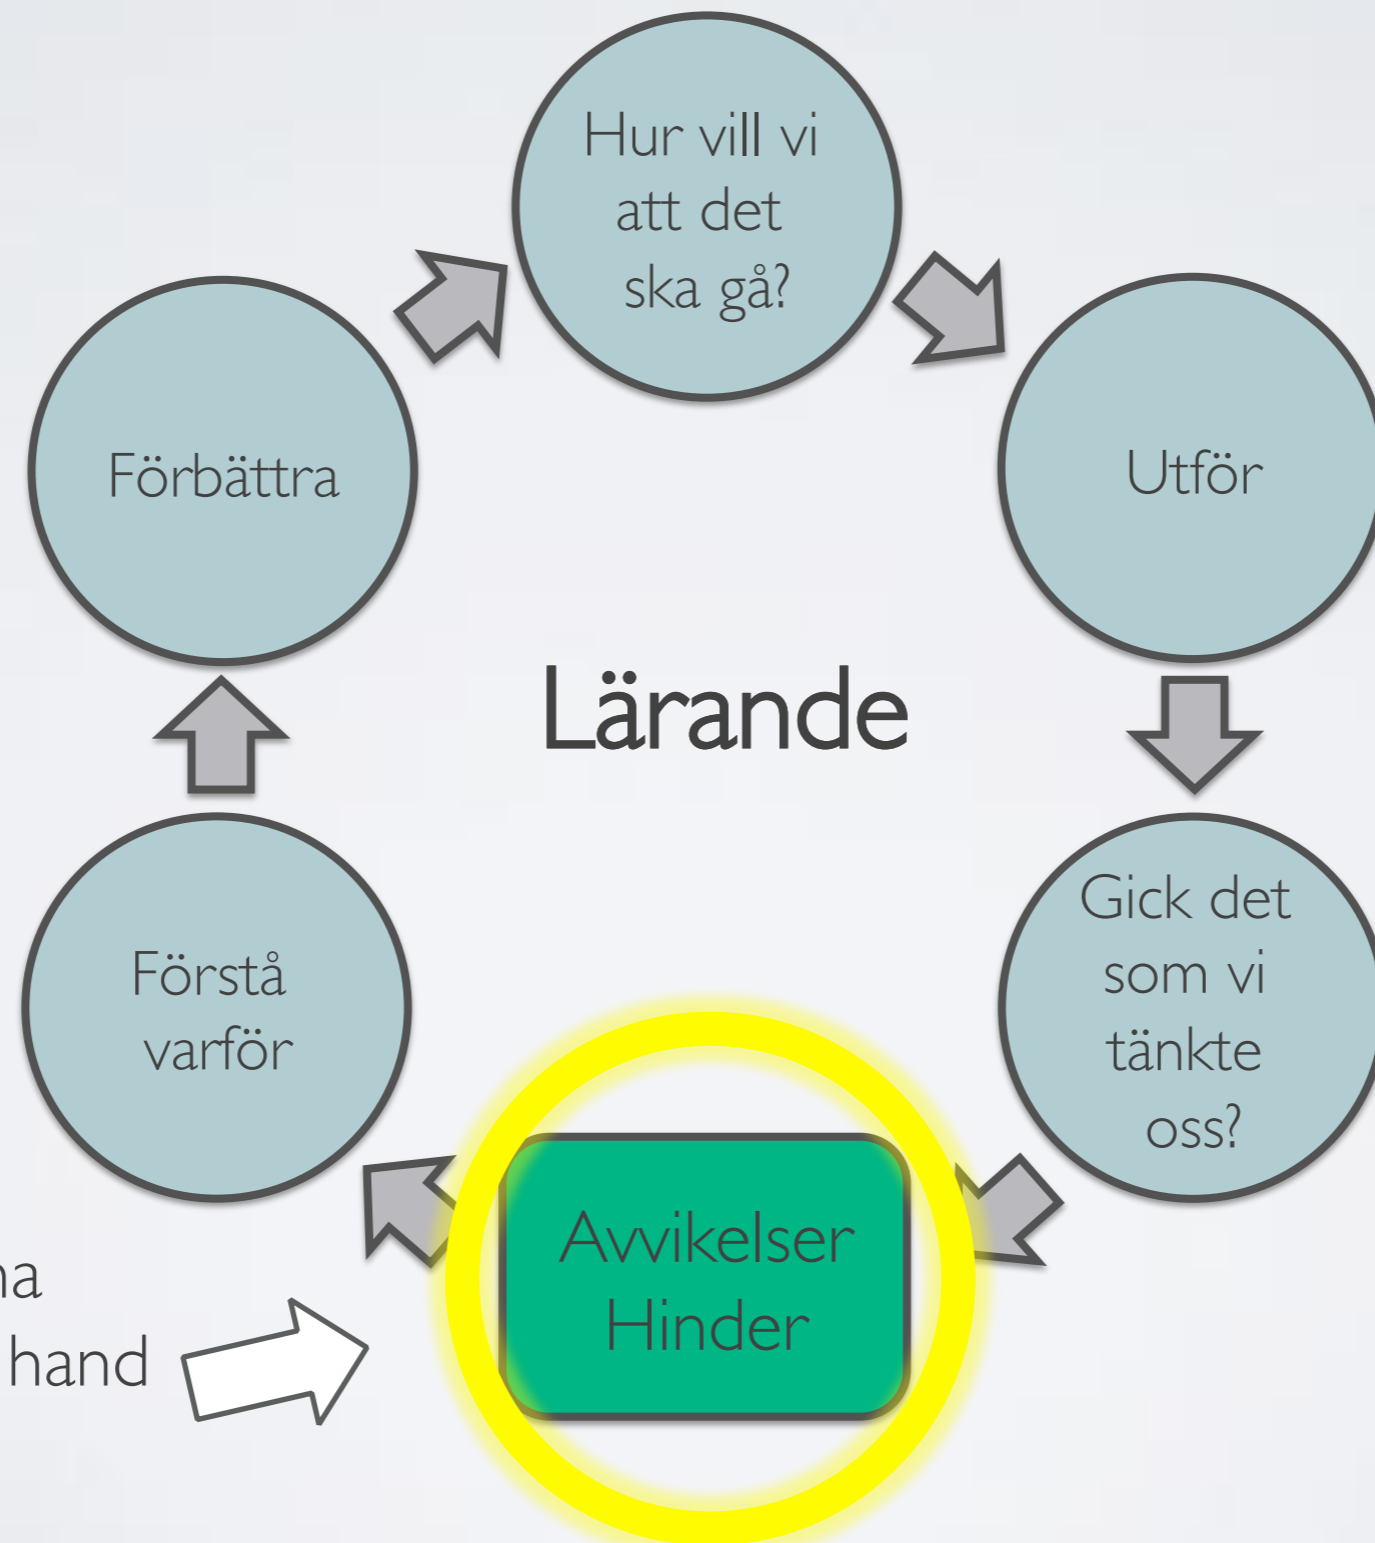 Hur vill vi
att det
ska gå?
Förbättra
Utför
Lärande
Gick det
som vi
tänkte
oss?
Förstå
varför
Avvikelser
Hinder
hand